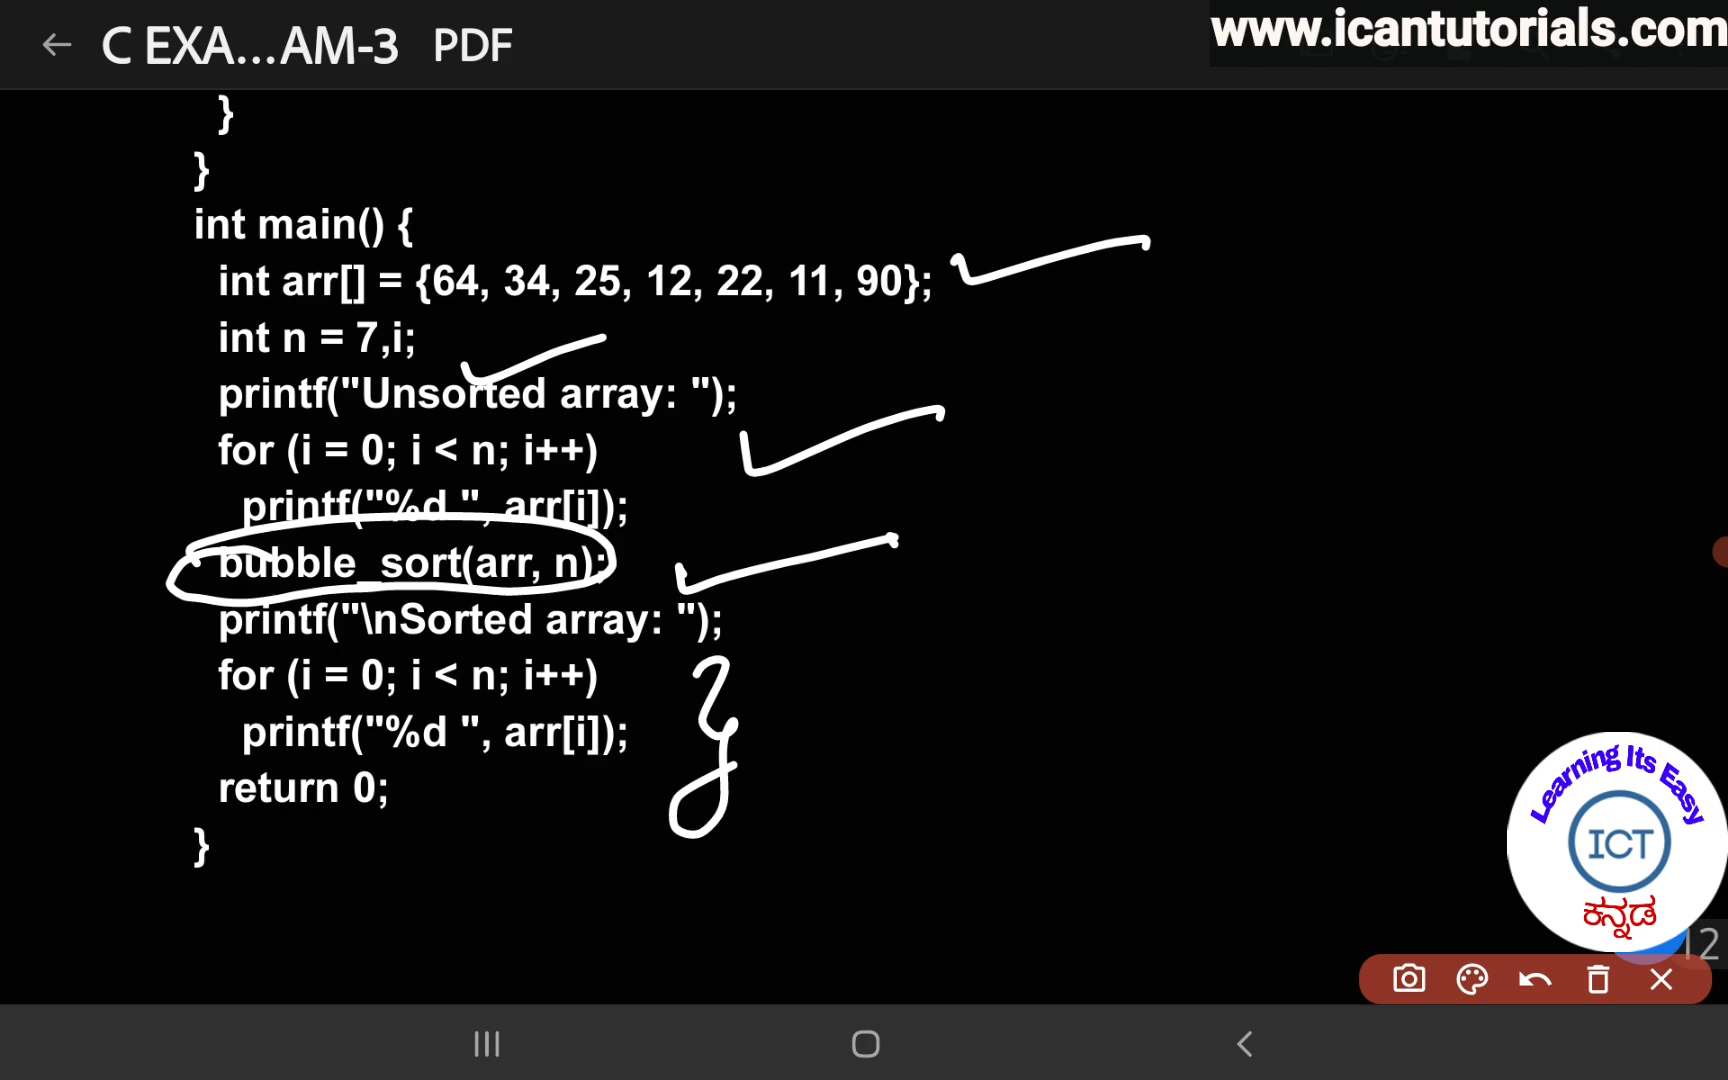 C EXA...AM-3 PDF
www.icantutorials.com
}
}
int main() {
int arr[] = {64, 34, 25, 12, 22, 11, 90};
int n = 7,i;
printf("Unsorted array: ");
for (i = 0; i < n; i++)
printf("%d ", arr[i]);
bubble_sort(arr, n);
printf("\nSorted array: ");
for (i = 0; i < n; i++)
printf("%d ", arr[i]);
return 0;
}
Learning Its Easy
ICT
ಕನ್ನಡ
12